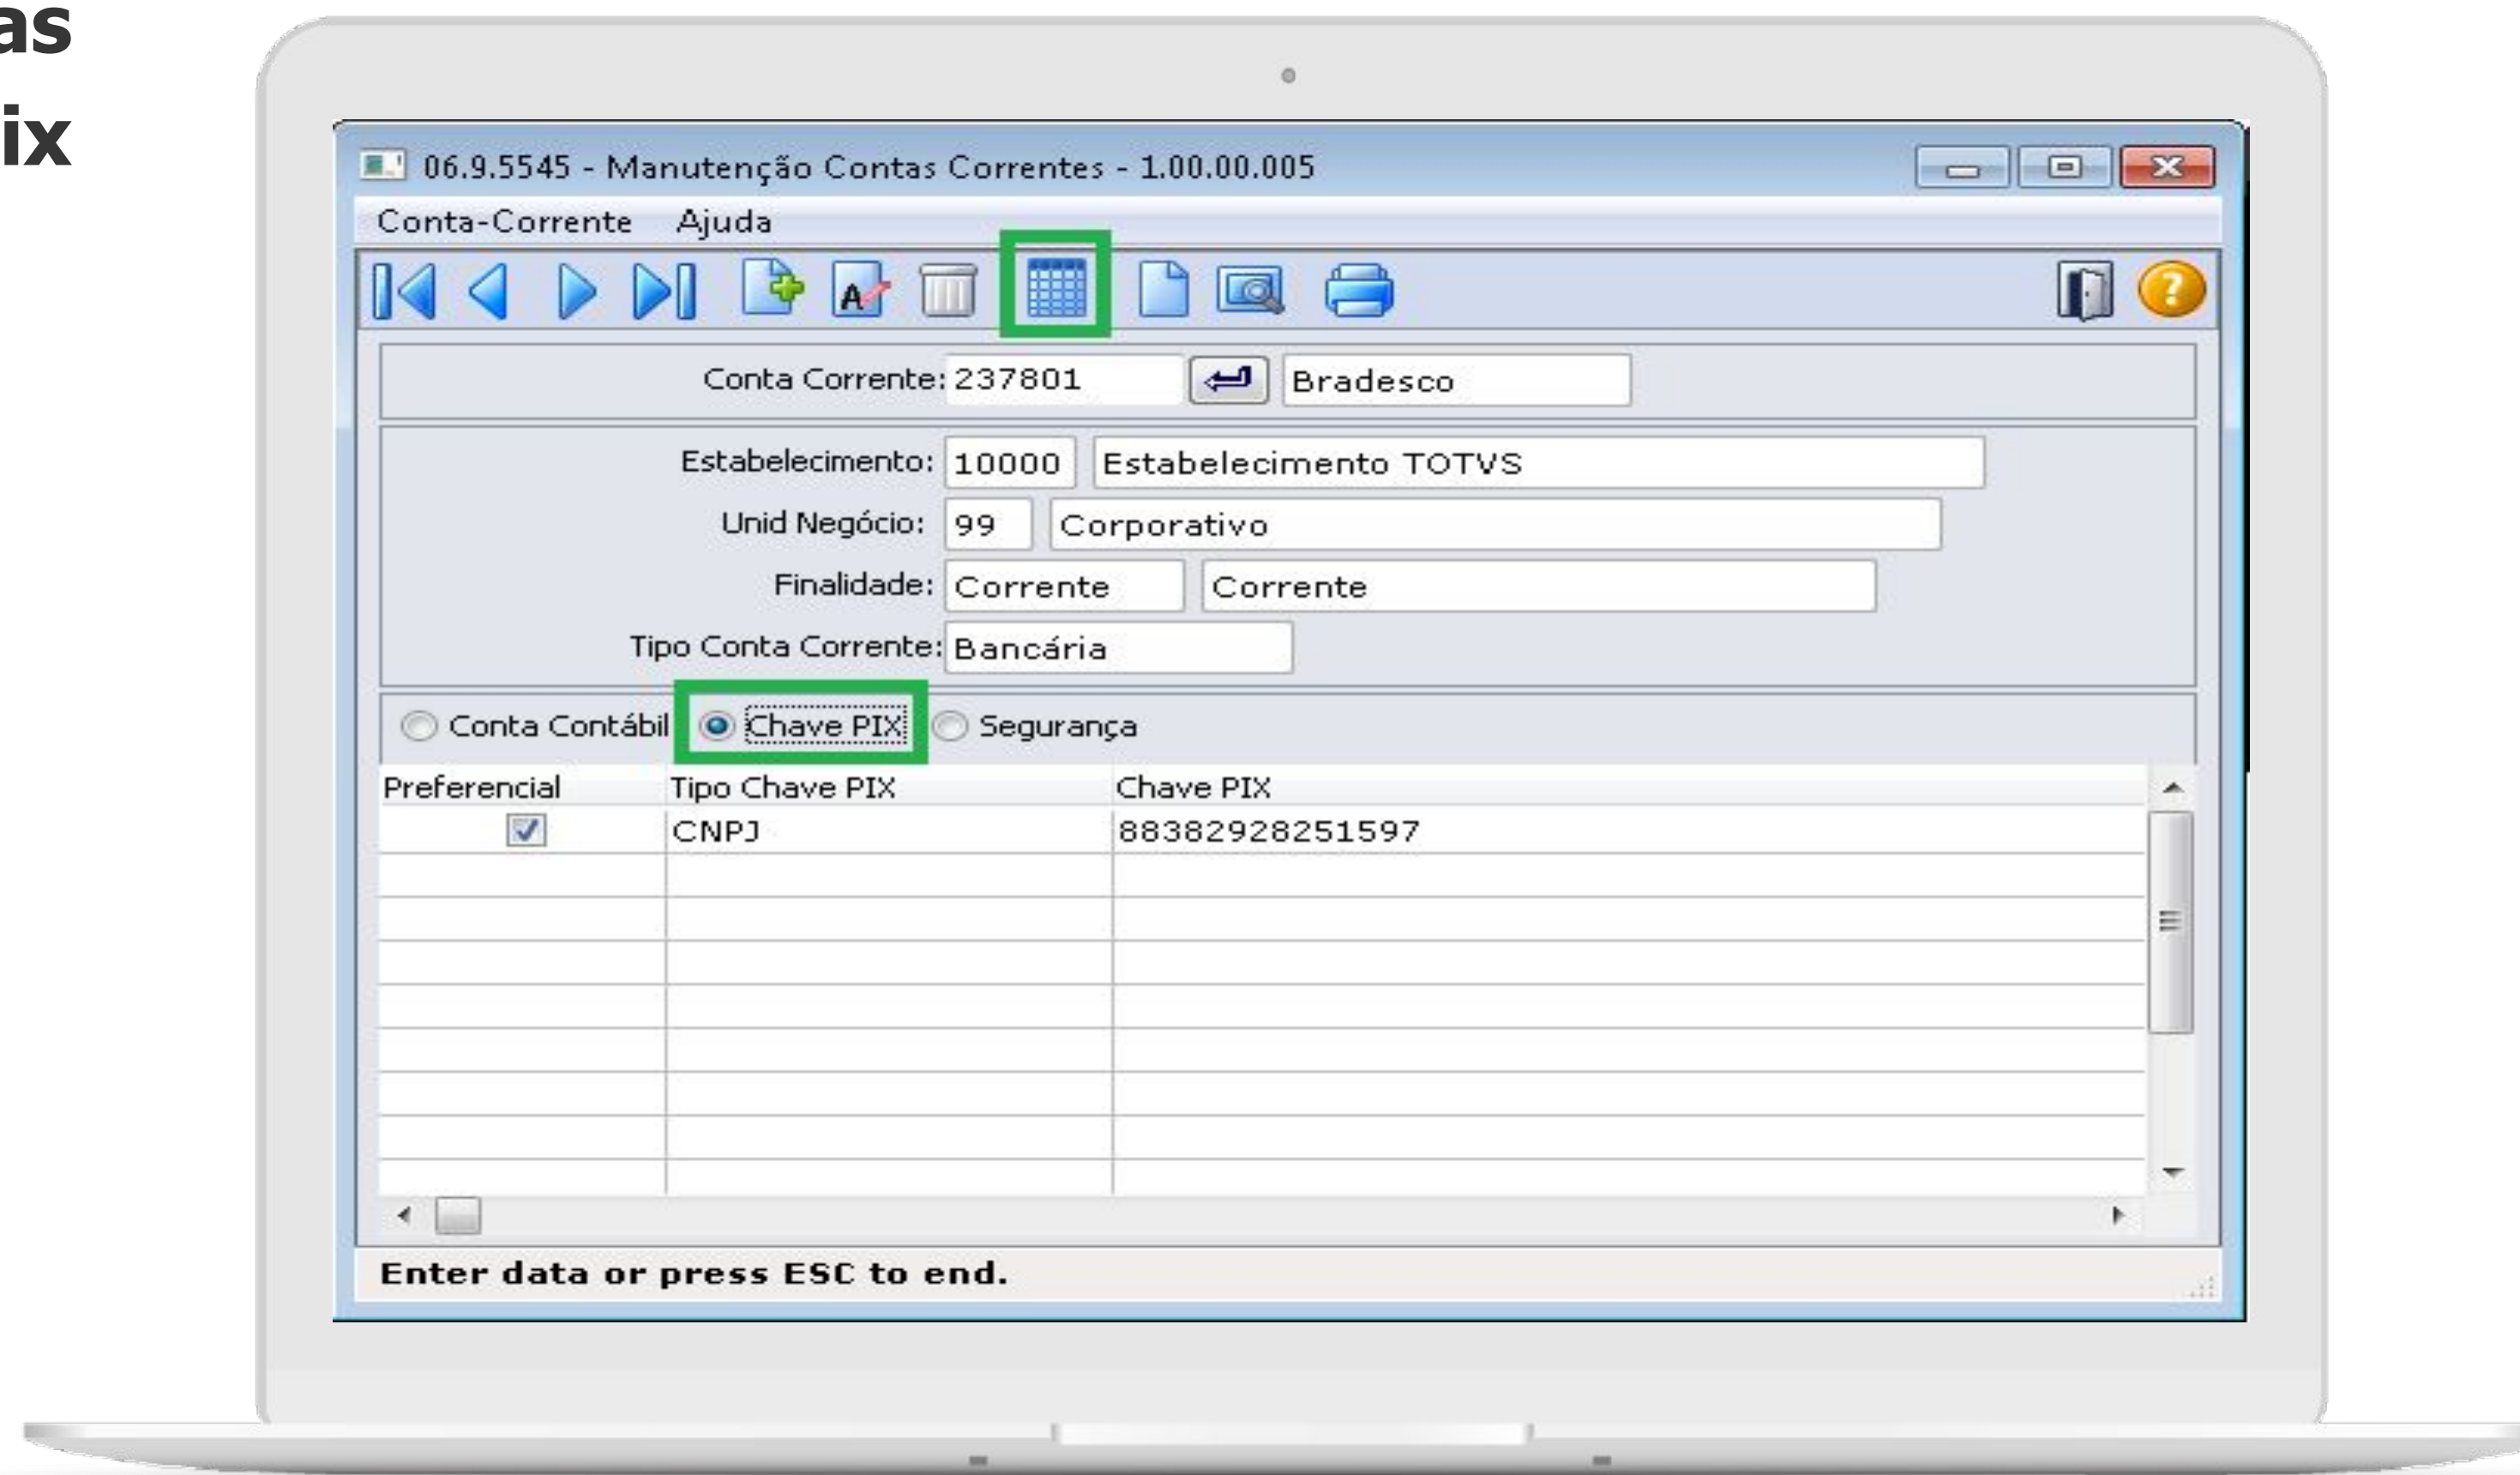 as
ix
06.9.5545 - Manutenção Contas Correntes - 1.00.00.005
Conta-Corrente Ajuda
A
?
Conta Corrente: 237801 Bradesco
Estabelecimento: 10000 Estabelecimento TOTVS
Unid Negócio: 99 Corporativo
Finalidade: Corrente Corrente
Tipo Conta Corrente: Bancária
Conta Contábil Chave PIX Segurança
Preferencial Tipo Chave PIX Chave PIX
CNPJ 88382928251597
Enter data or press ESC to end.